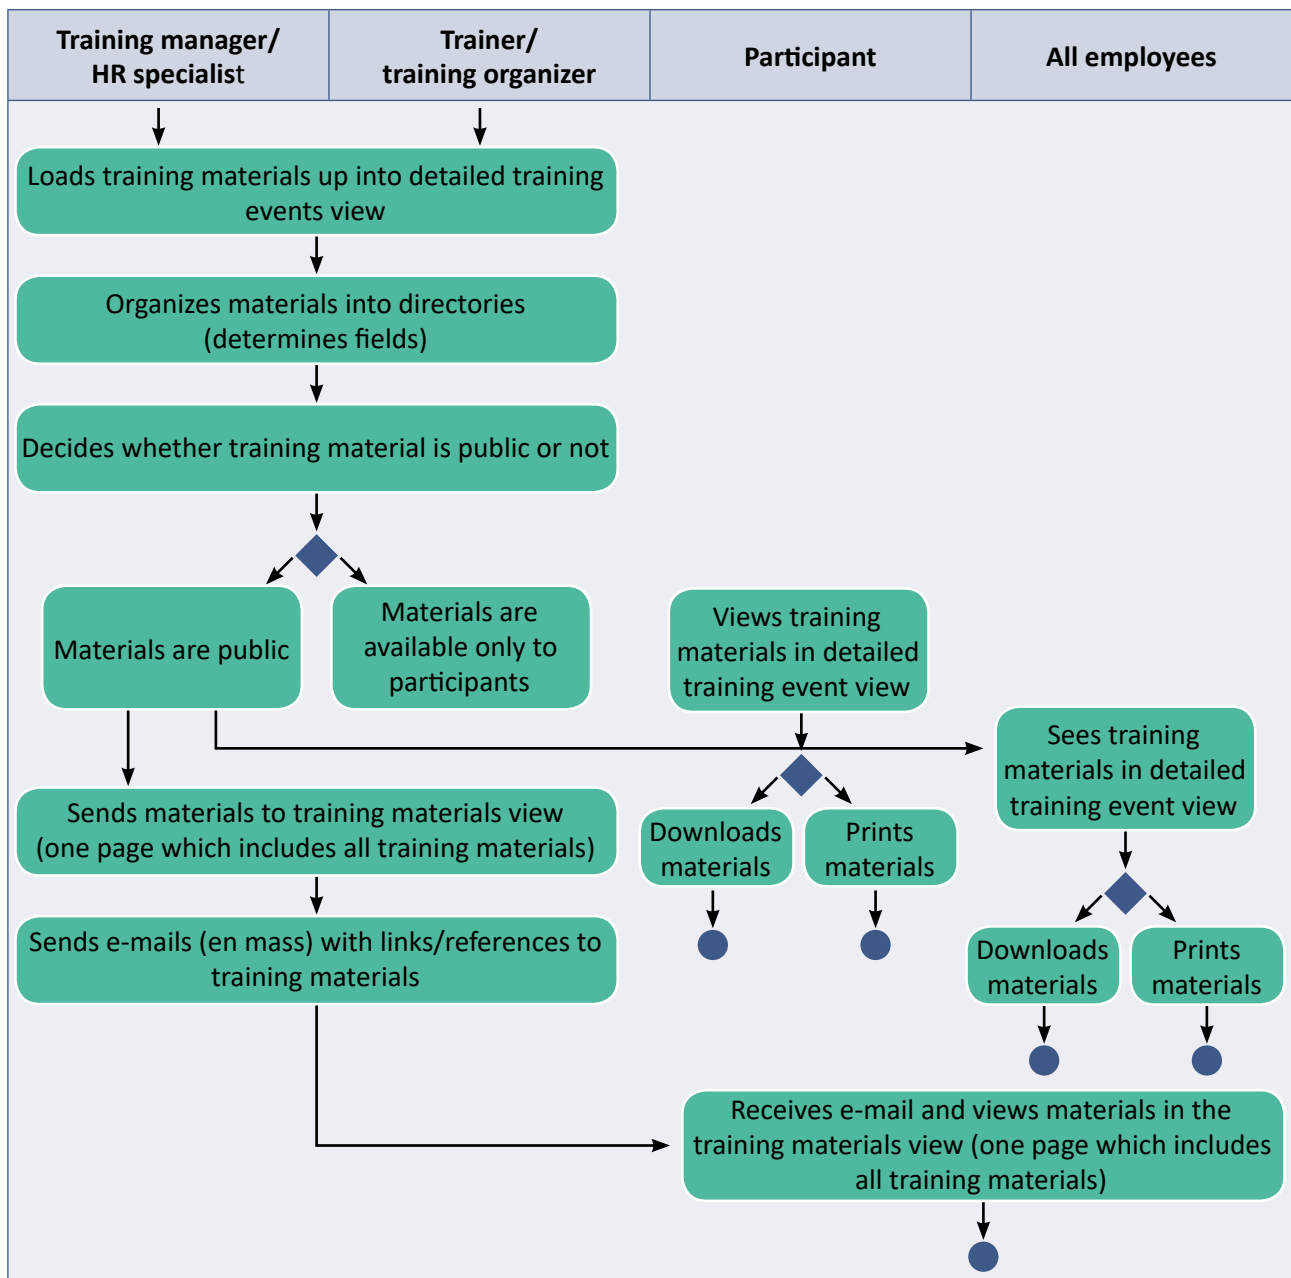 Training manager/
HR specialist
Trainer/
training organizer
Participant
All employees
Loads training materials up into detailed training
events view
Organizes materials into directories
(determines fields)
Decides whether training material is public or not
Materials are public
Materials are
available only to
participants
Views training
materials in detailed
training event view
Sees training
materials in detailed
training event view
Sends materials to training materials view
(one page which includes all training materials)
Downloads
materials
Prints
materials
Sends e-mails (en mass) with links/references to
training materials
Downloads
materials
Prints
materials
Receives e-mail and views materials in the
training materials view (one page which includes
all training materials)